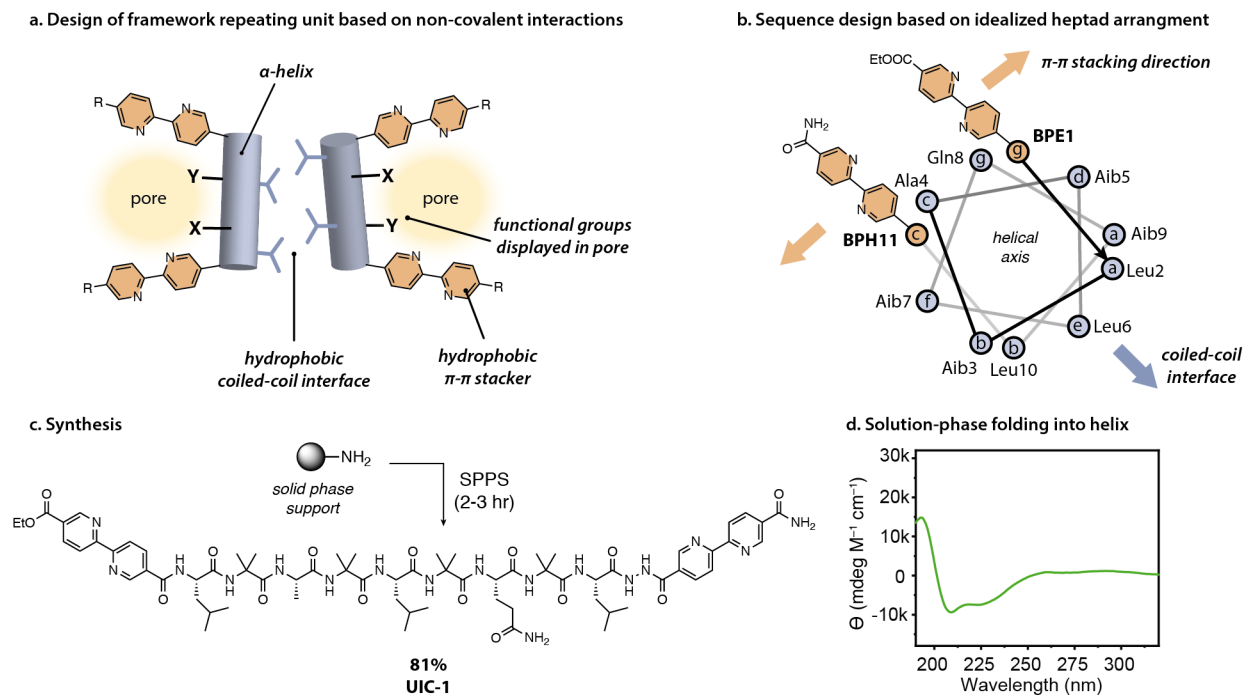 a. Design of framework repeating unit based on non-covalent interactions
α-helix
R
N
N
N
N
R
pore
Y
X
X
Y
pore
functional groups
displayed in pore
R
N
N
N
N
R
hydrophobic
coiled-coil interface
hydrophobic
π-π stacker
b. Sequence design based on idealized heptad arrangment
EtOOC
N
N
π-π stacking direction
NH2
O
N
N
BPE1
g
Gln8
g
Ala4
c
d
Aib5
BPH11
c
helical
axis
a
Aib9
a
Leu2
Aib7
f
e
Leu6
b
b
Aib3
Leu10
coiled-coil
interface
c. Synthesis
NH2
solid phase
support
SPPS
(2-3 hr)
O
EtO
N
N
O
H
N
O
N
H
O
H
N
O
N
H
O
H
N
O
N
H
O
H
N
O
N
H
O
H
N
O
H
N
N
H
O
N
N
O
NH2
O
NH2
81%
UIC-1
d. Solution-phase folding into helix
30k
20k
10k
0
-10k
Θ (mdeg M−1 cm−1)
200 225 250 275 300
Wavelength (nm)